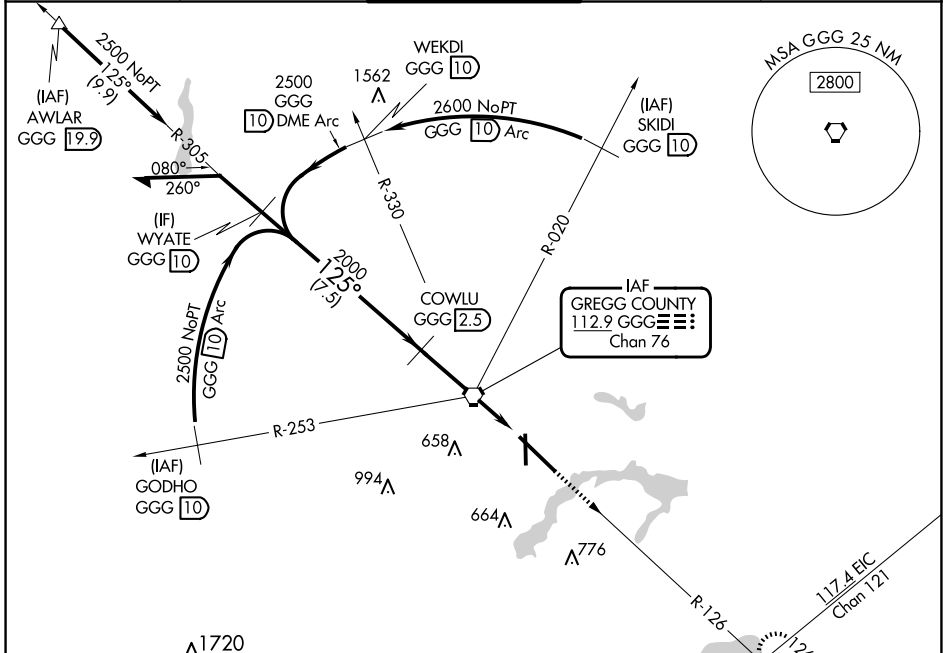 2500 NoPT
125°
(9.9)
(IAF)
AWLAR
GGG 19.9
R-305
080°
260°
(IF)
WYATE
GGG 10
2500
GGG
10 DME Arc
1562
WEKDI
GGG 10
2600 NoPT
GGG 10 Arc
(IAF)
SKIDI
GGG 10
MSA GGG 25 NM
2800
R-330
R-020
2000
125°
(7.5)
COWLU
GGG 2.5
IAF
GREGG COUNTY
112.9 GGG
Chan 76
2500 NoPT
GGG 10 Arc
R-253
(IAF)
GODHO
GGG 10
658
994
664
776
R-126
117.4 EIC
Chan 121
1720